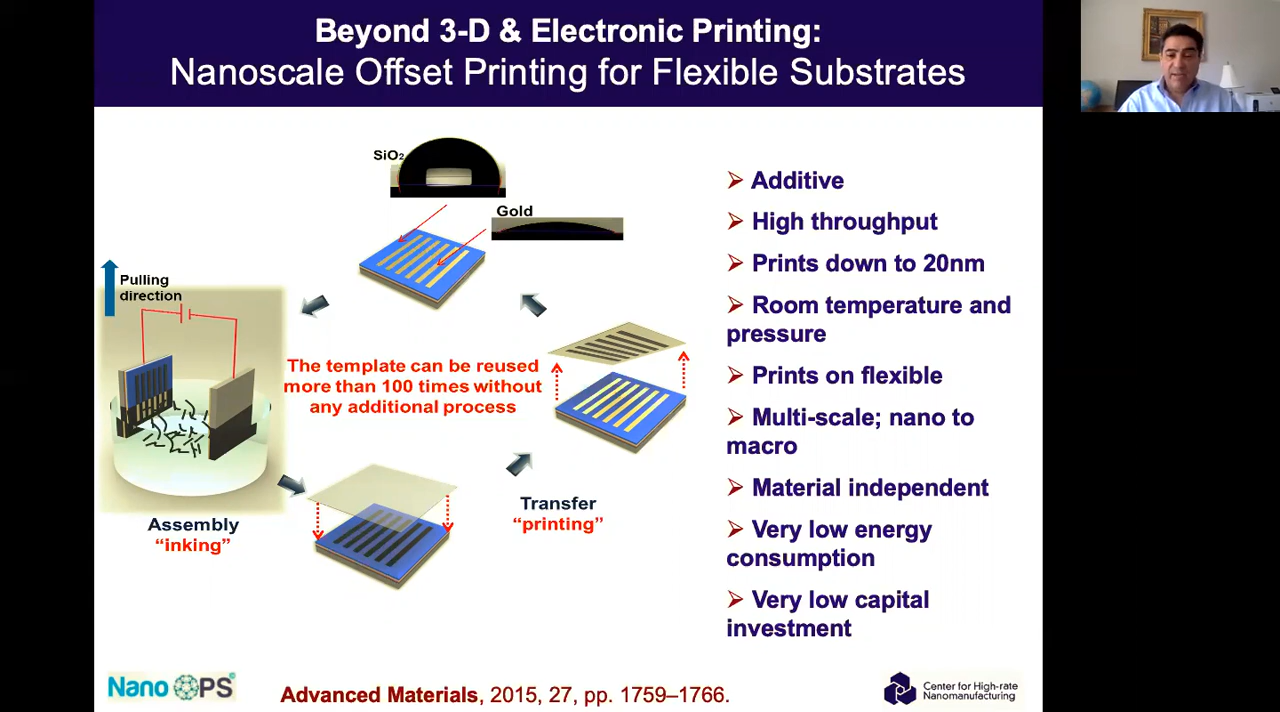 Beyond 3-D & Electronic Printing:
Nanoscale Offset Printing for Flexible Substrates
SiO₂
Gold
Pulling
direction
The template can be reused
more than 100 times without
any additional process
Assembly
“inking”
Transfer
“printing”
➢ Additive
➢ High throughput
➢ Prints down to 20nm
➢ Room temperature and
pressure
➢ Prints on flexible
➢ Multi-scale; nano to
macro
➢ Material independent
➢ Very low energy
consumption
➢ Very low capital
investment
Nano OPS
Advanced Materials, 2015, 27, pp. 1759–1766.
Center for High-rate
Nanomanufacturing